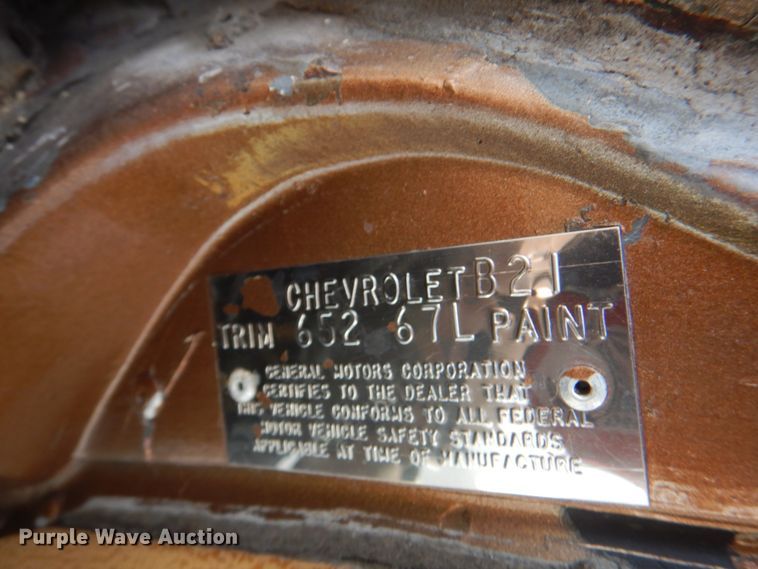 CHEVROLET B21
TRIM 652 67L PAINT
GENERAL MOTORS CORPORATION
CERTIFIES TO THE DEALER THAT
THIS VEHICLE CONFORMS TO ALL FEDERAL
MOTOR VEHICLE SAFETY STANDARDS
APPLICABLE AT TIME OF MANUFACTURE
Purple Wave Auction